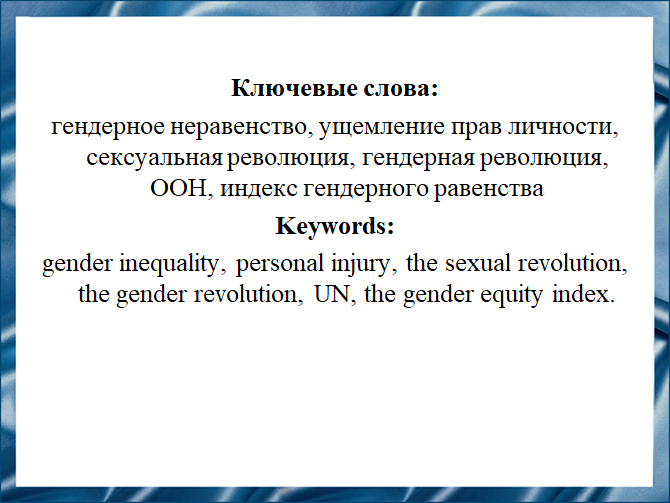 Ключевые слова:
гендерное неравенство, ущемление прав личности,
сексуальная революция, гендерная революция,
ООН, индекс гендерного равенства
Keywords:
gender inequality, personal injury, the sexual revolution,
the gender revolution, UN, the gender equity index.